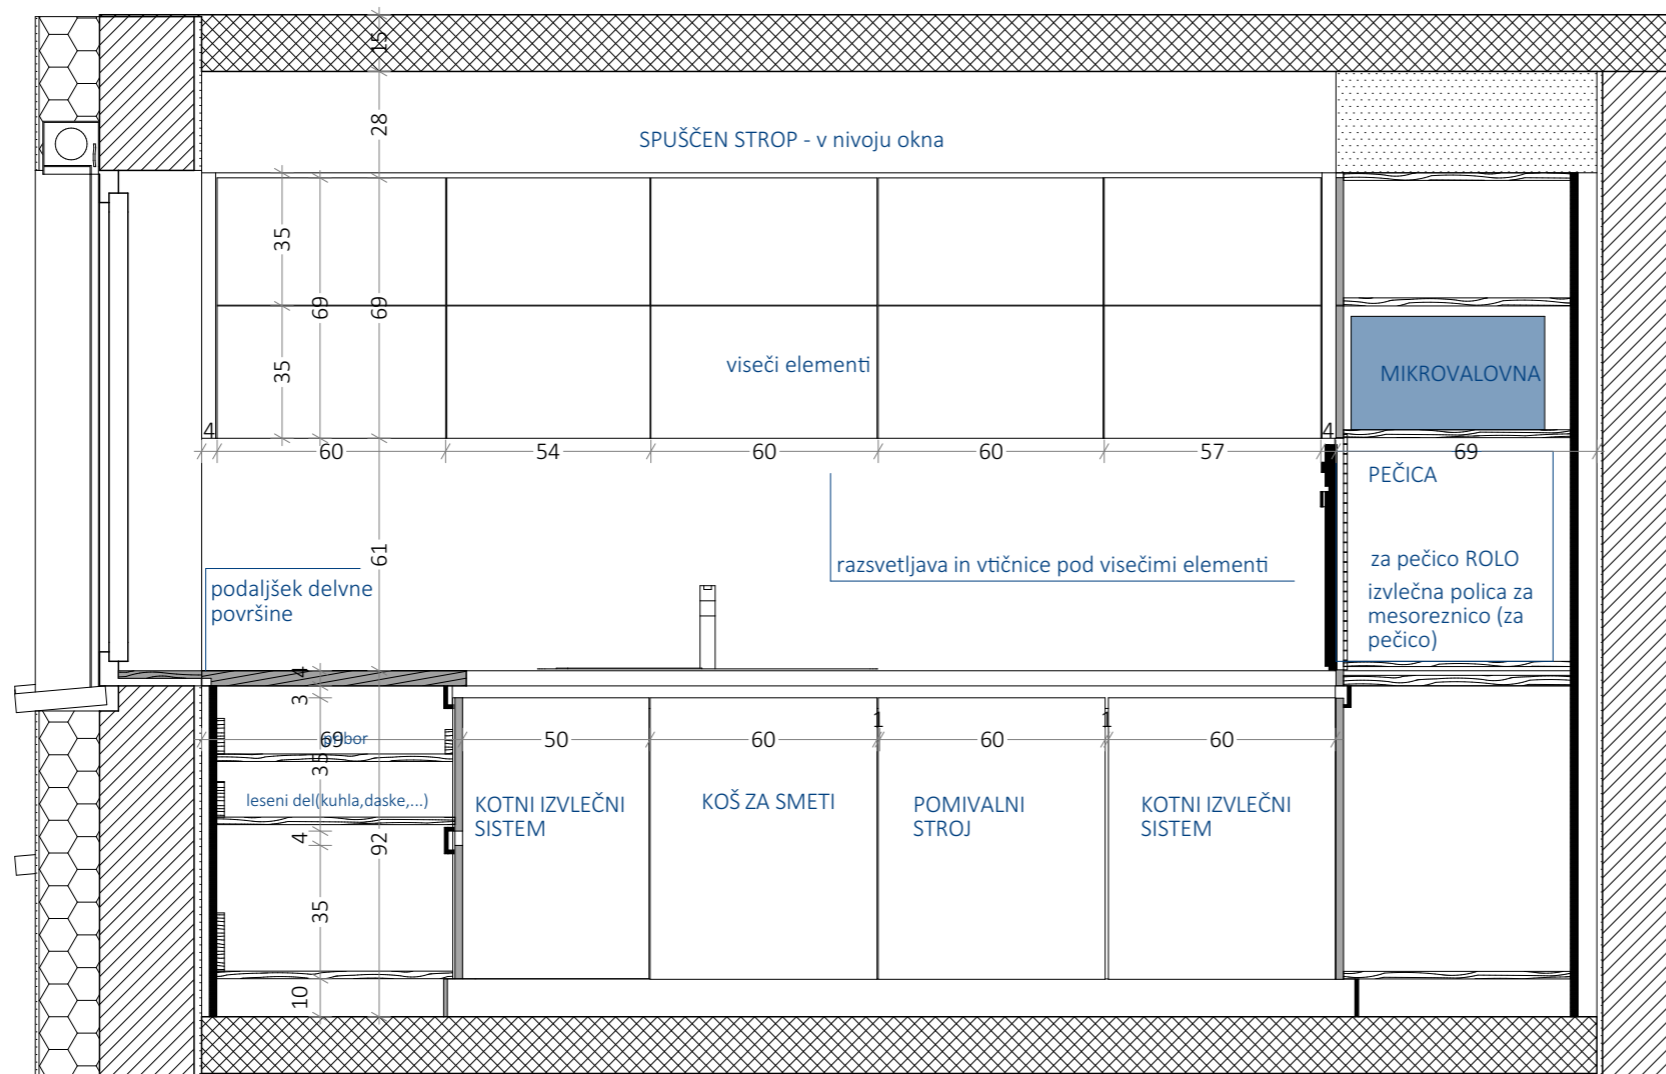 15
28
SPUŠČEN STROP - v nivoju okna
35
69
69
35
viseči elementi
MIKROVALOVNA
4
60
54
60
60
57
4
69
PEČICA
61
razsvetljava in vtičnice pod visečimi elementi
za pečico ROLO
izvlečna polica za
mesoreznico (za
pečico)
podaljšek delvne
površine
4
3
69
50
1
60
60
1
60
35
leseni del(kuhla,daske,...)
KOTNI IZVLEČNI
SISTEM
KOŠ ZA SMETI
POMIVALNI
STROJ
KOTNI IZVLEČNI
SISTEM
4
92
35
10